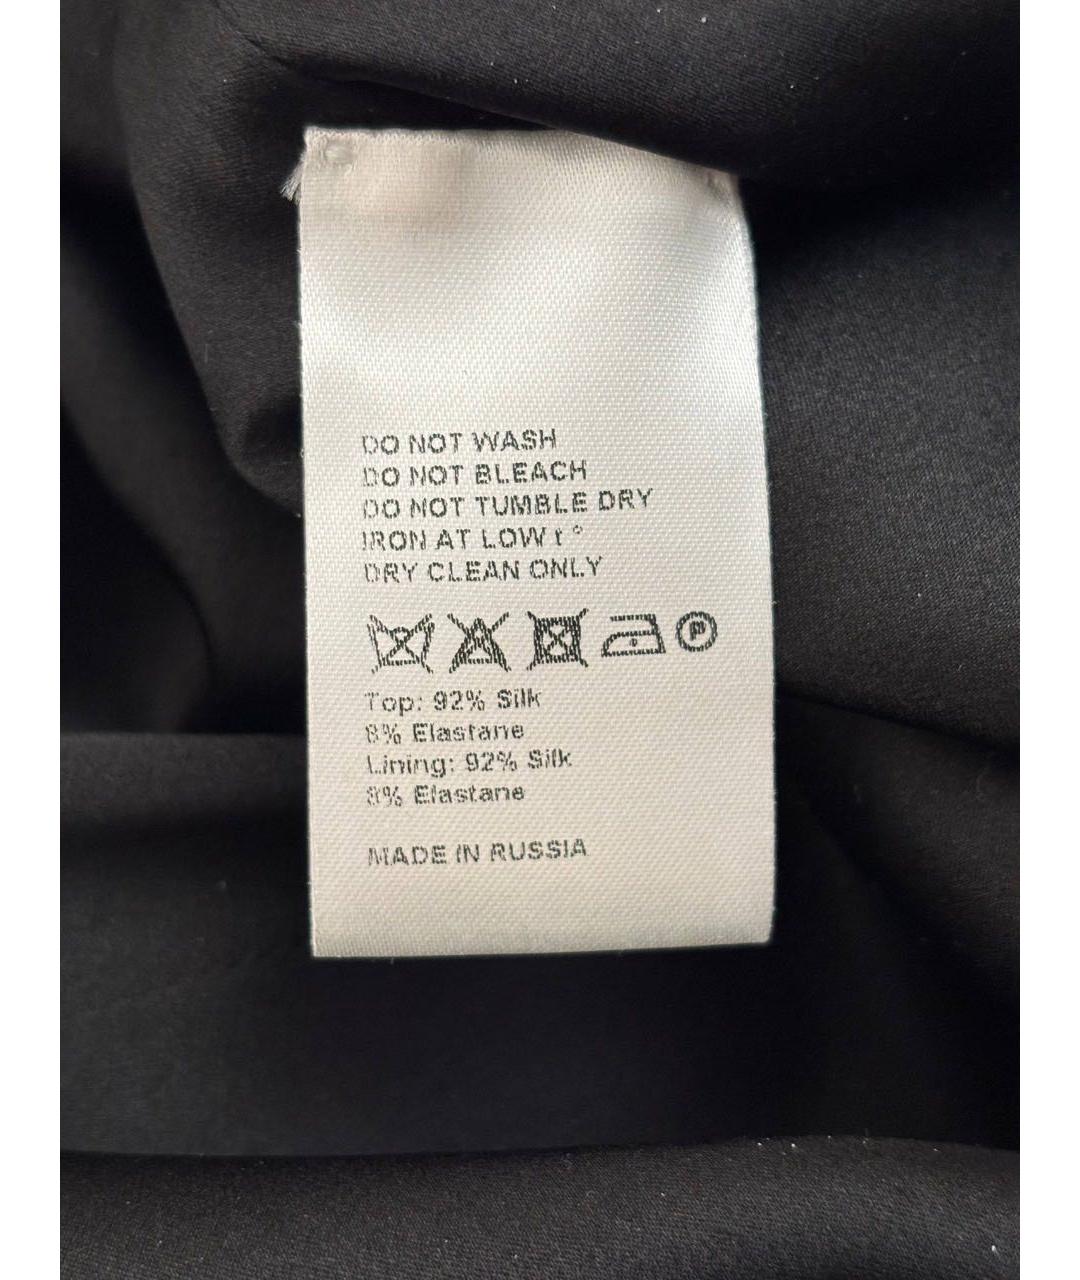 DO NOT WASH
DO NOT BLEACH
DO NOT TUMBLE DRY
IRON AT LOW t °
DRY CLEAN ONLY
P
Top: 92% Silk
8% Elastane
Lining: 92% Silk
8% Elastane
MADE IN RUSSIA